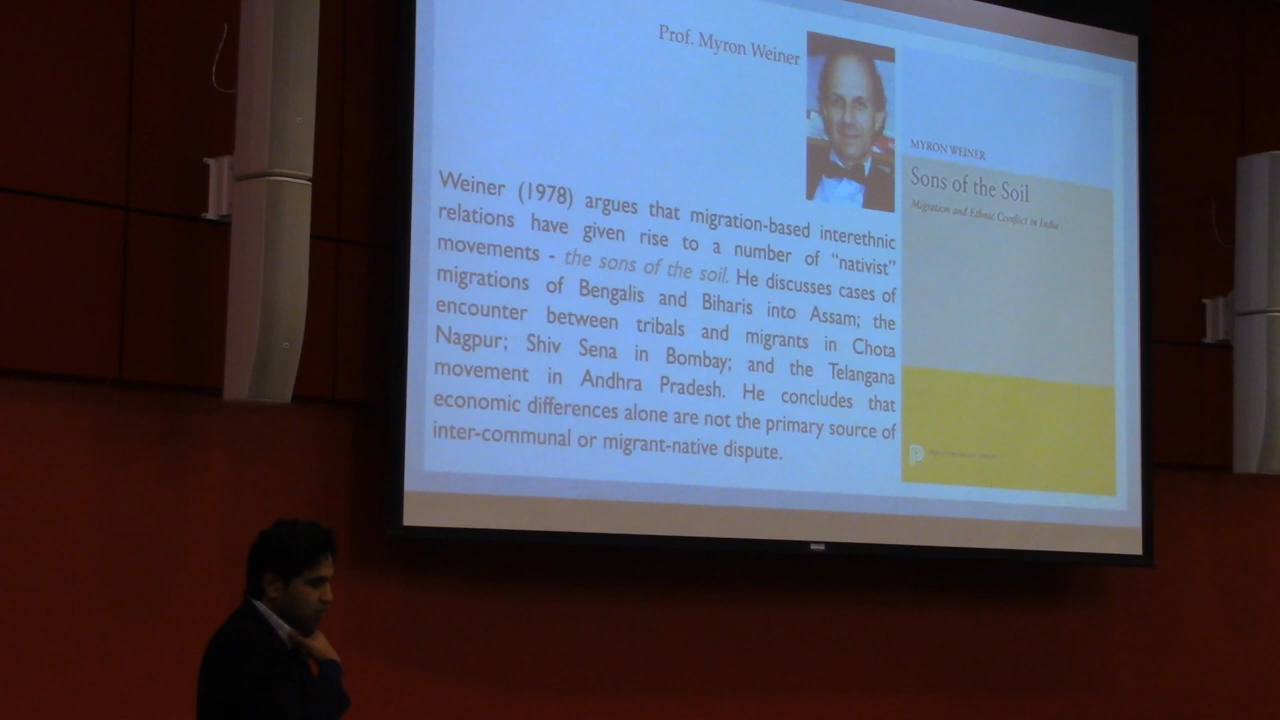 Prof. Myron Weiner
Weiner (1978) argues that migration-based interethnic
relations have given rise to a number of “nativist”
movements - the sons of the soil. He discusses cases of
migrations of Bengalis and Biharis into Assam; the
encounter between tribals and migrants in Chota
Nagpur; Shiv Sena in Bombay; and the Telangana
movement in Andhra Pradesh. He concludes that
economic differences alone are not the primary source of
inter-communal or migrant-native dispute.
MYRON WEINER
Sons of the Soil
Migration and Ethnic Conflict in India